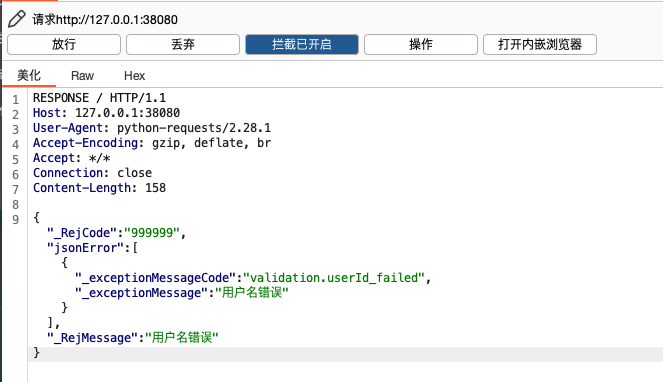 请求http://127.0.0.1:38080
放行 丢弃 拦截已开启 操作 打开内嵌浏览器
美化 Raw Hex
1 RESPONSE / HTTP/1.1
2 Host: 127.0.0.1:38080
3 User-Agent: python-requests/2.28.1
4 Accept-Encoding: gzip, deflate, br
5 Accept: */*
6 Connection: close
7 Content-Length: 158
8
9 {
"_RejCode":"999999",
"jsonError":[
{
"_exceptionMessageCode":"validation.userId_failed",
"_exceptionMessage":"用户名错误"
}
],
"_RejMessage":"用户名错误"
}